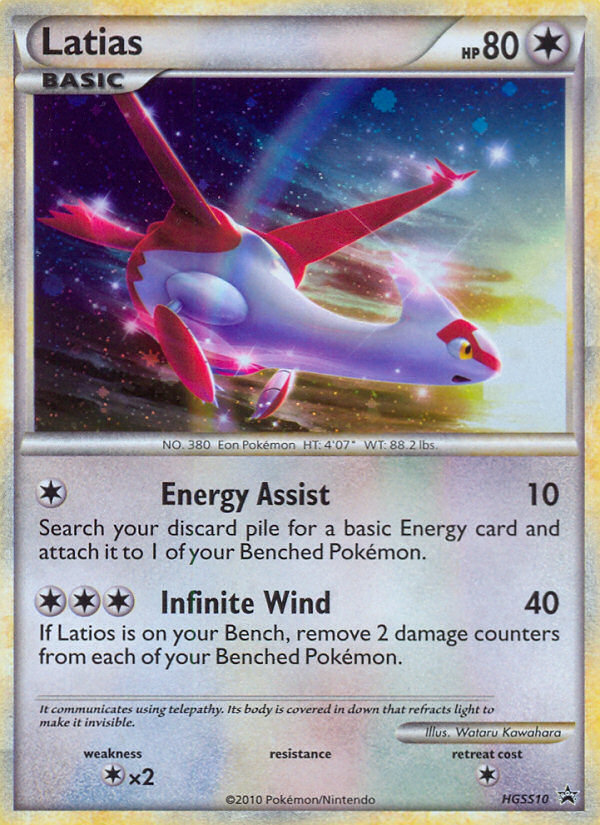 Latias
HP 80
BASIC
NO. 380 Eon Pokémon HT: 4'07" WT: 88.2 lbs.
Energy Assist 10
Search your discard pile for a basic Energy card and
attach it to 1 of your Benched Pokémon.
Infinite Wind 40
If Latios is on your Bench, remove 2 damage counters
from each of your Benched Pokémon.
It communicates using telepathy. Its body is covered in down that refracts light to
make it invisible.
Illus. Wataru Kawahara
weakness resistance retreat cost
×2
©2010 Pokémon/Nintendo HGSS10